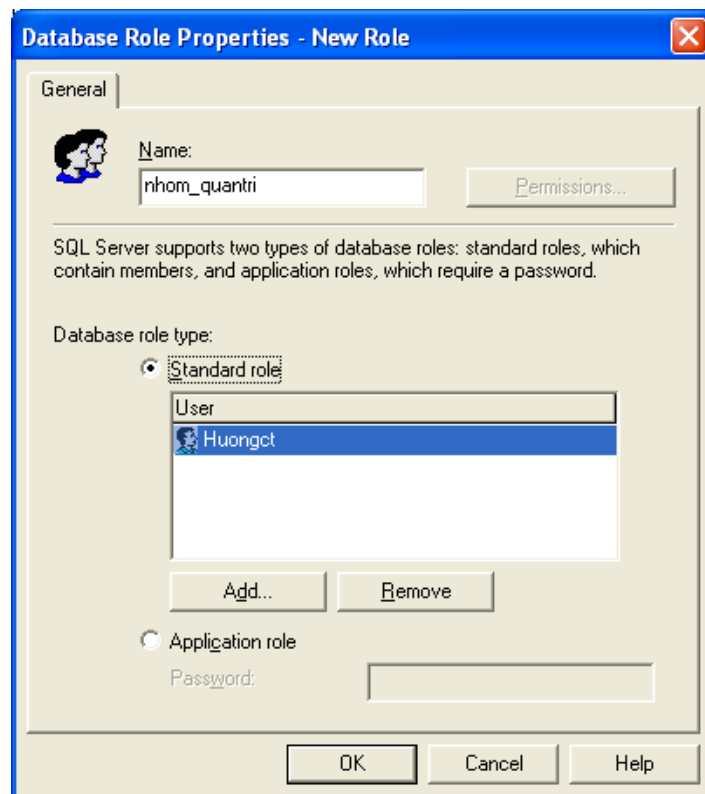 Database Role Properties - New Role
General
Name:
nhom_quantri
Permissions...
SQL Server supports two types of database roles: standard roles, which
contain members, and application roles, which require a password.
Database role type:
Standard role
User
Huongct
Add...
Remove
Application role
Password:
OK
Cancel
Help